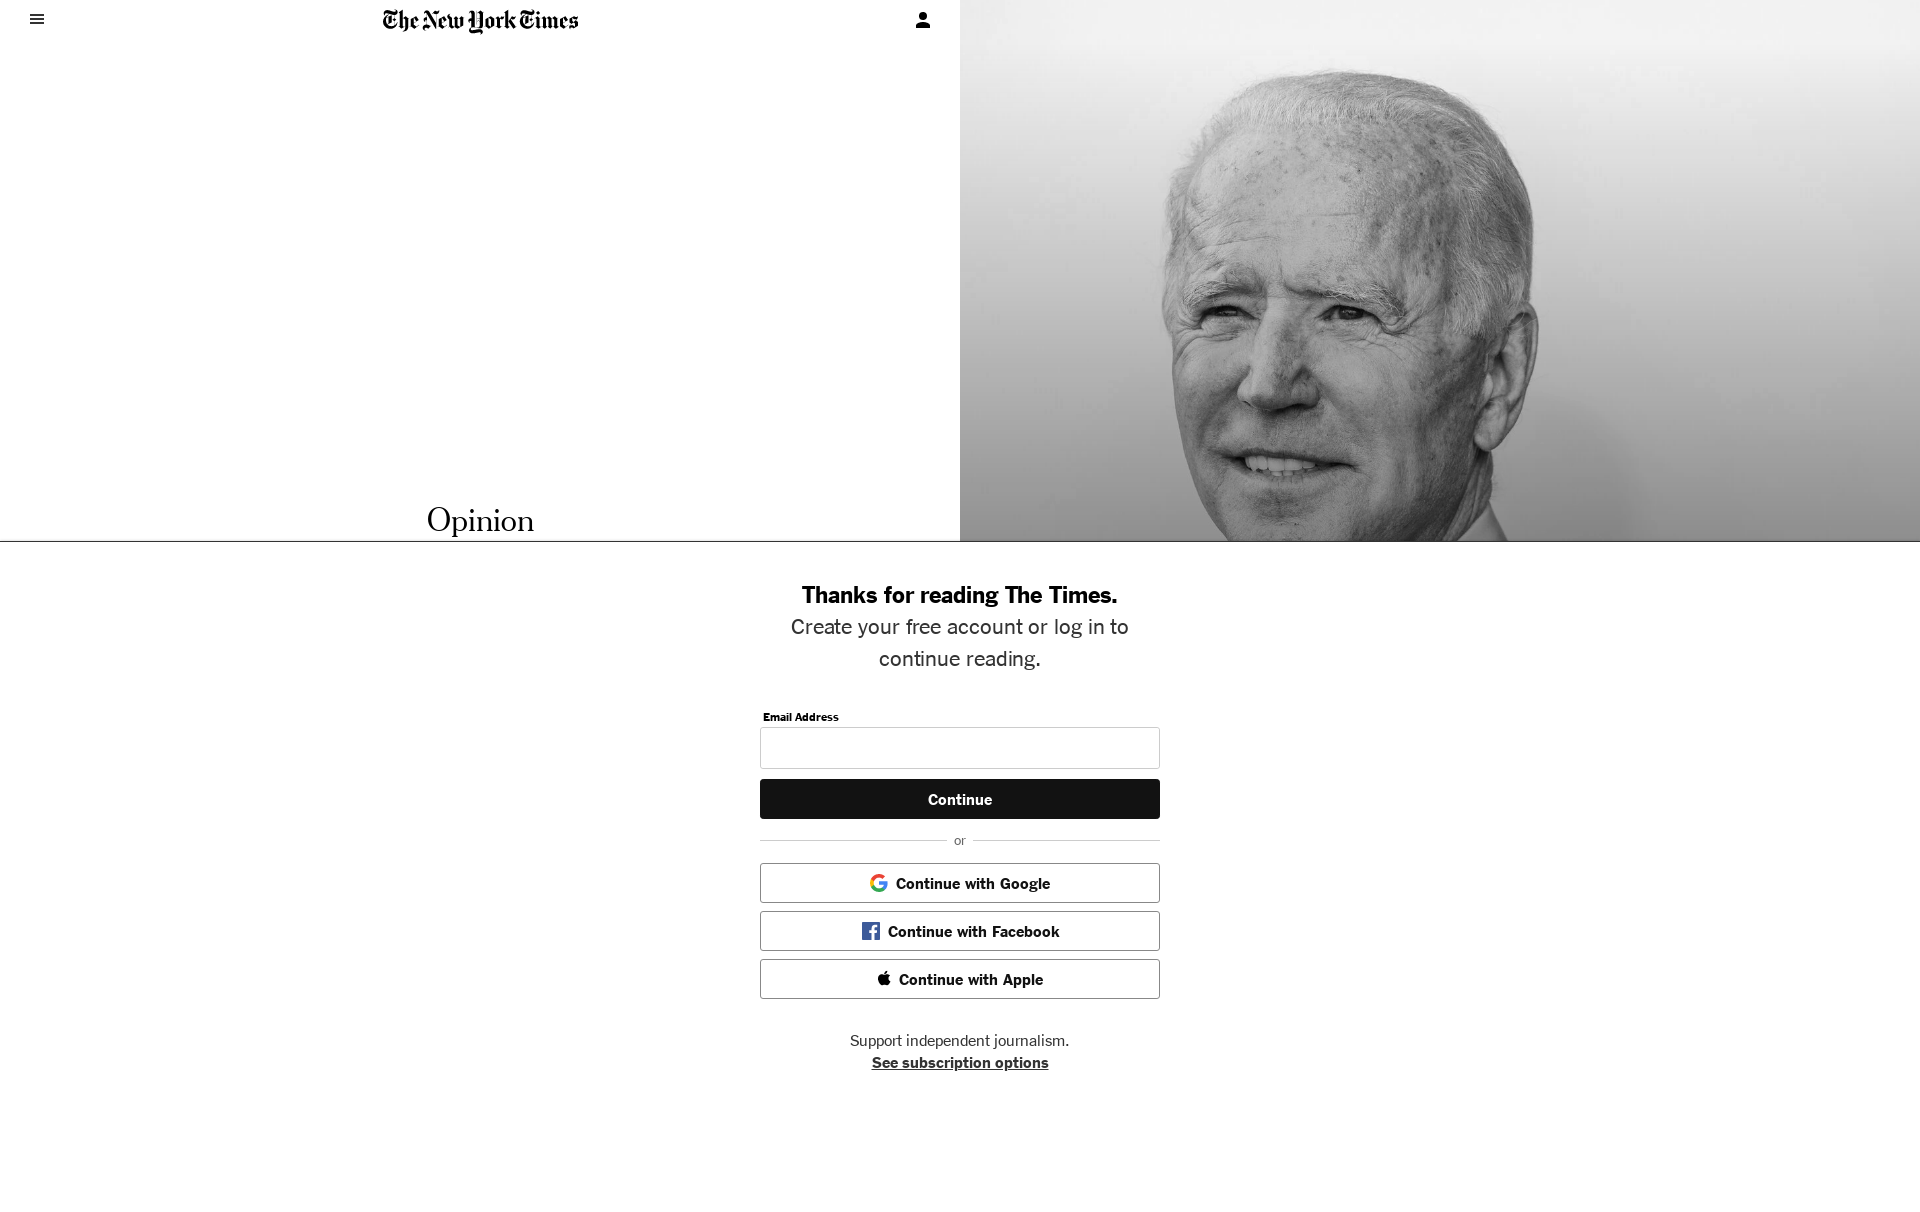 The New York Times
Opinion
Thanks for reading The Times.
Create your free account or log in to
continue reading.
Email Address
Continue
or
Continue with Google
Continue with Facebook
Continue with Apple
Support independent journalism.
See subscription options